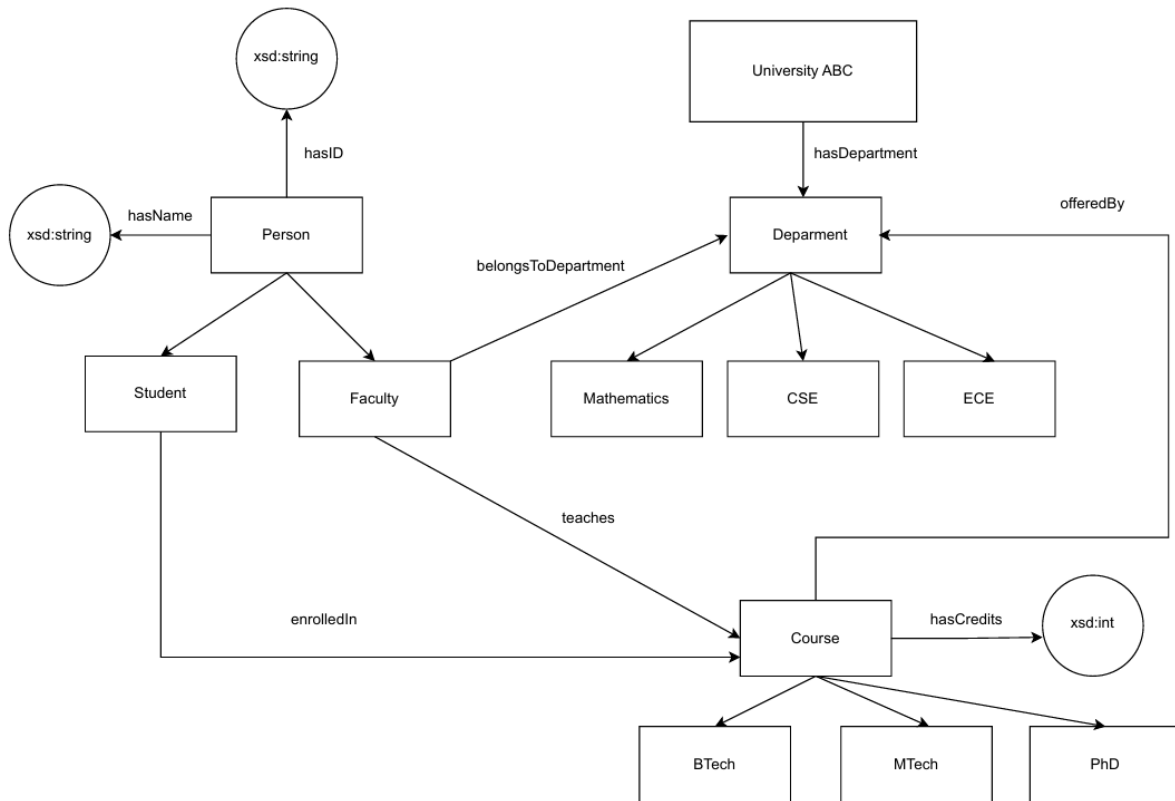 xsd:string
University ABC
hasID
hasDepartment
hasName
offeredBy
xsd:string
Person
Deparment
belongsToDepartment
Student
Faculty
Mathematics
CSE
ECE
teaches
enrolledIn
Course
hasCredits
xsd:int
BTech
MTech
PhD